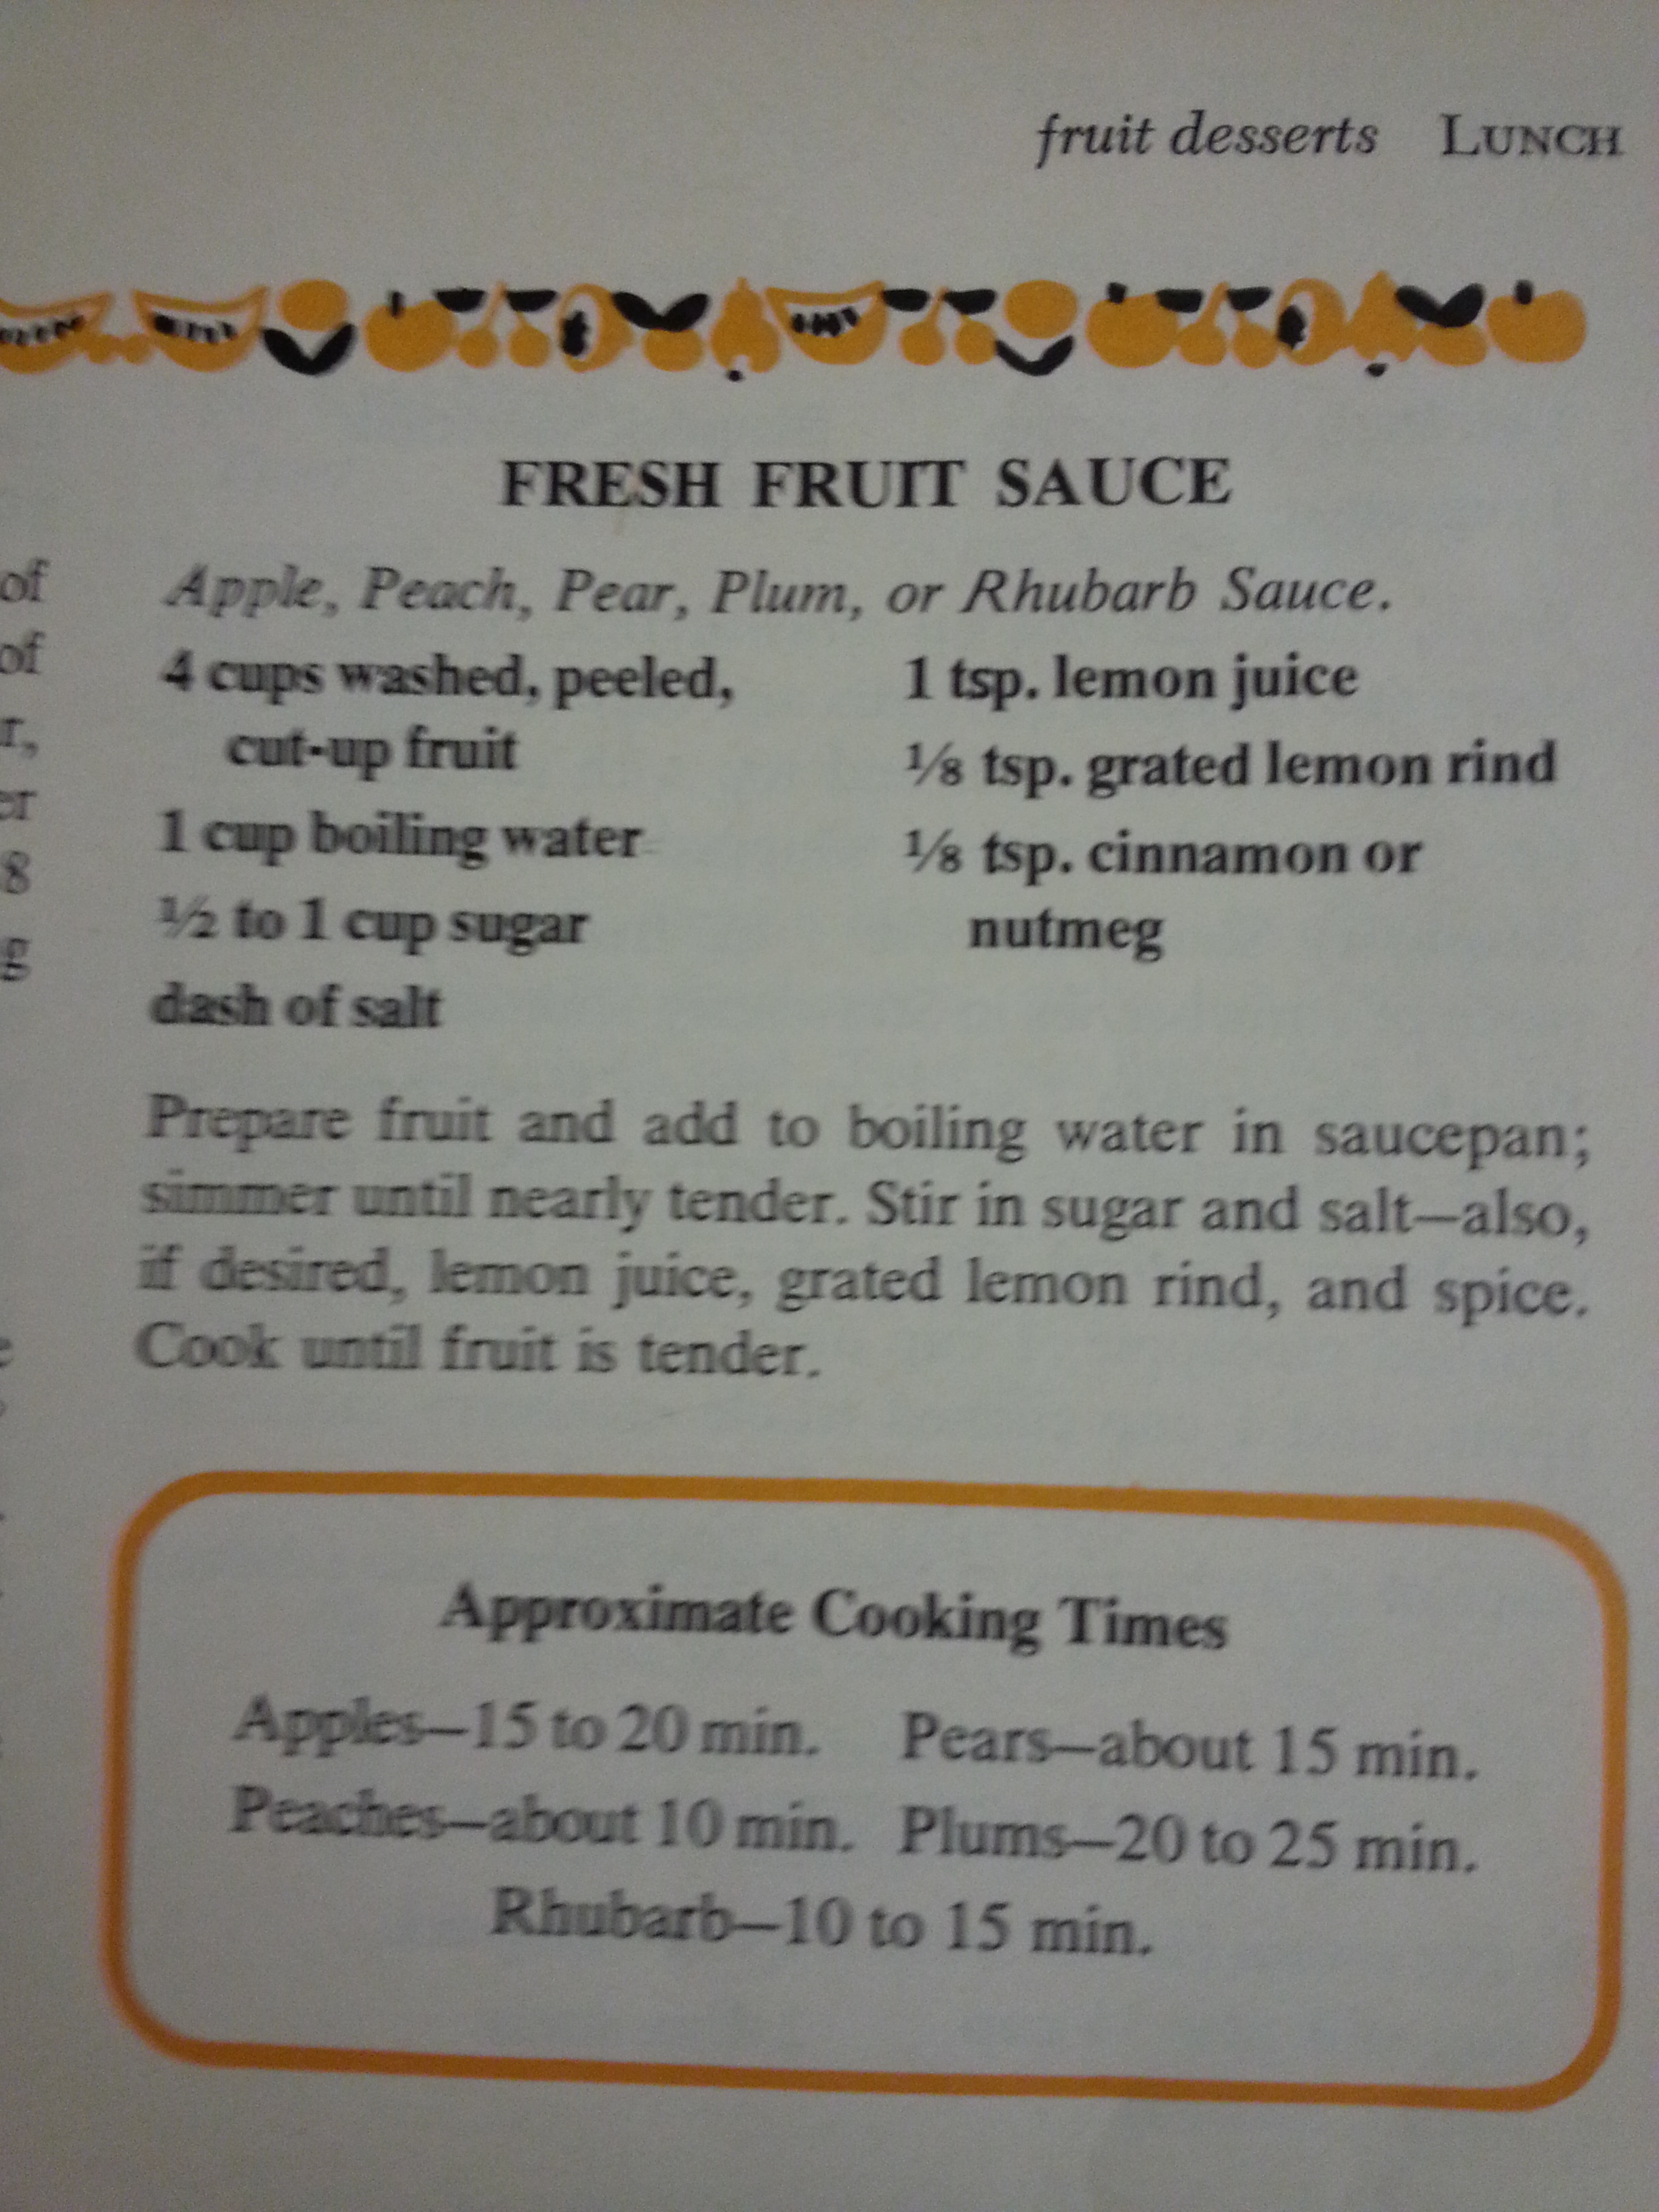 fruit desserts LUNCH
FRESH FRUIT SAUCE
Apple, Peach, Pear, Plum, or Rhubarb Sauce.
4 cups washed, peeled,
cut-up fruit
1 cup boiling water
½ to 1 cup sugar
dash of salt
1 tsp. lemon juice
⅛ tsp. grated lemon rind
⅛ tsp. cinnamon or
nutmeg
Prepare fruit and add to boiling water in saucepan;
simmer until nearly tender. Stir in sugar and salt—also,
if desired, lemon juice, grated lemon rind, and spice.
Cook until fruit is tender.
of
of
r,
er
8
g
Approximate Cooking Times
Apples—15 to 20 min. Pears—about 15 min.
Peaches—about 10 min. Plums—20 to 25 min.
Rhubarb—10 to 15 min.